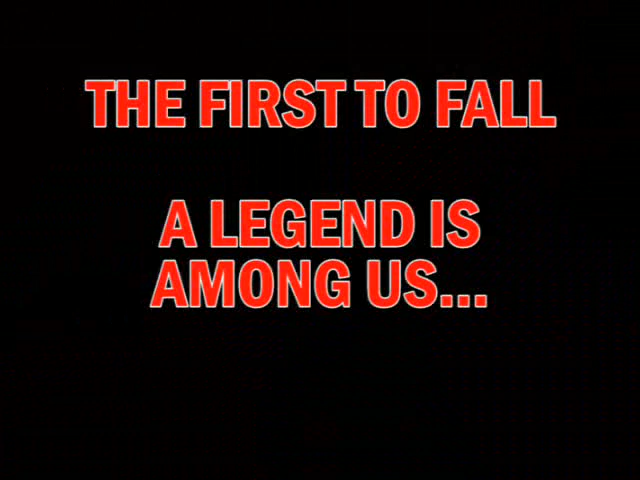 THE FIRST TO FALL
A LEGEND IS
AMONG US...